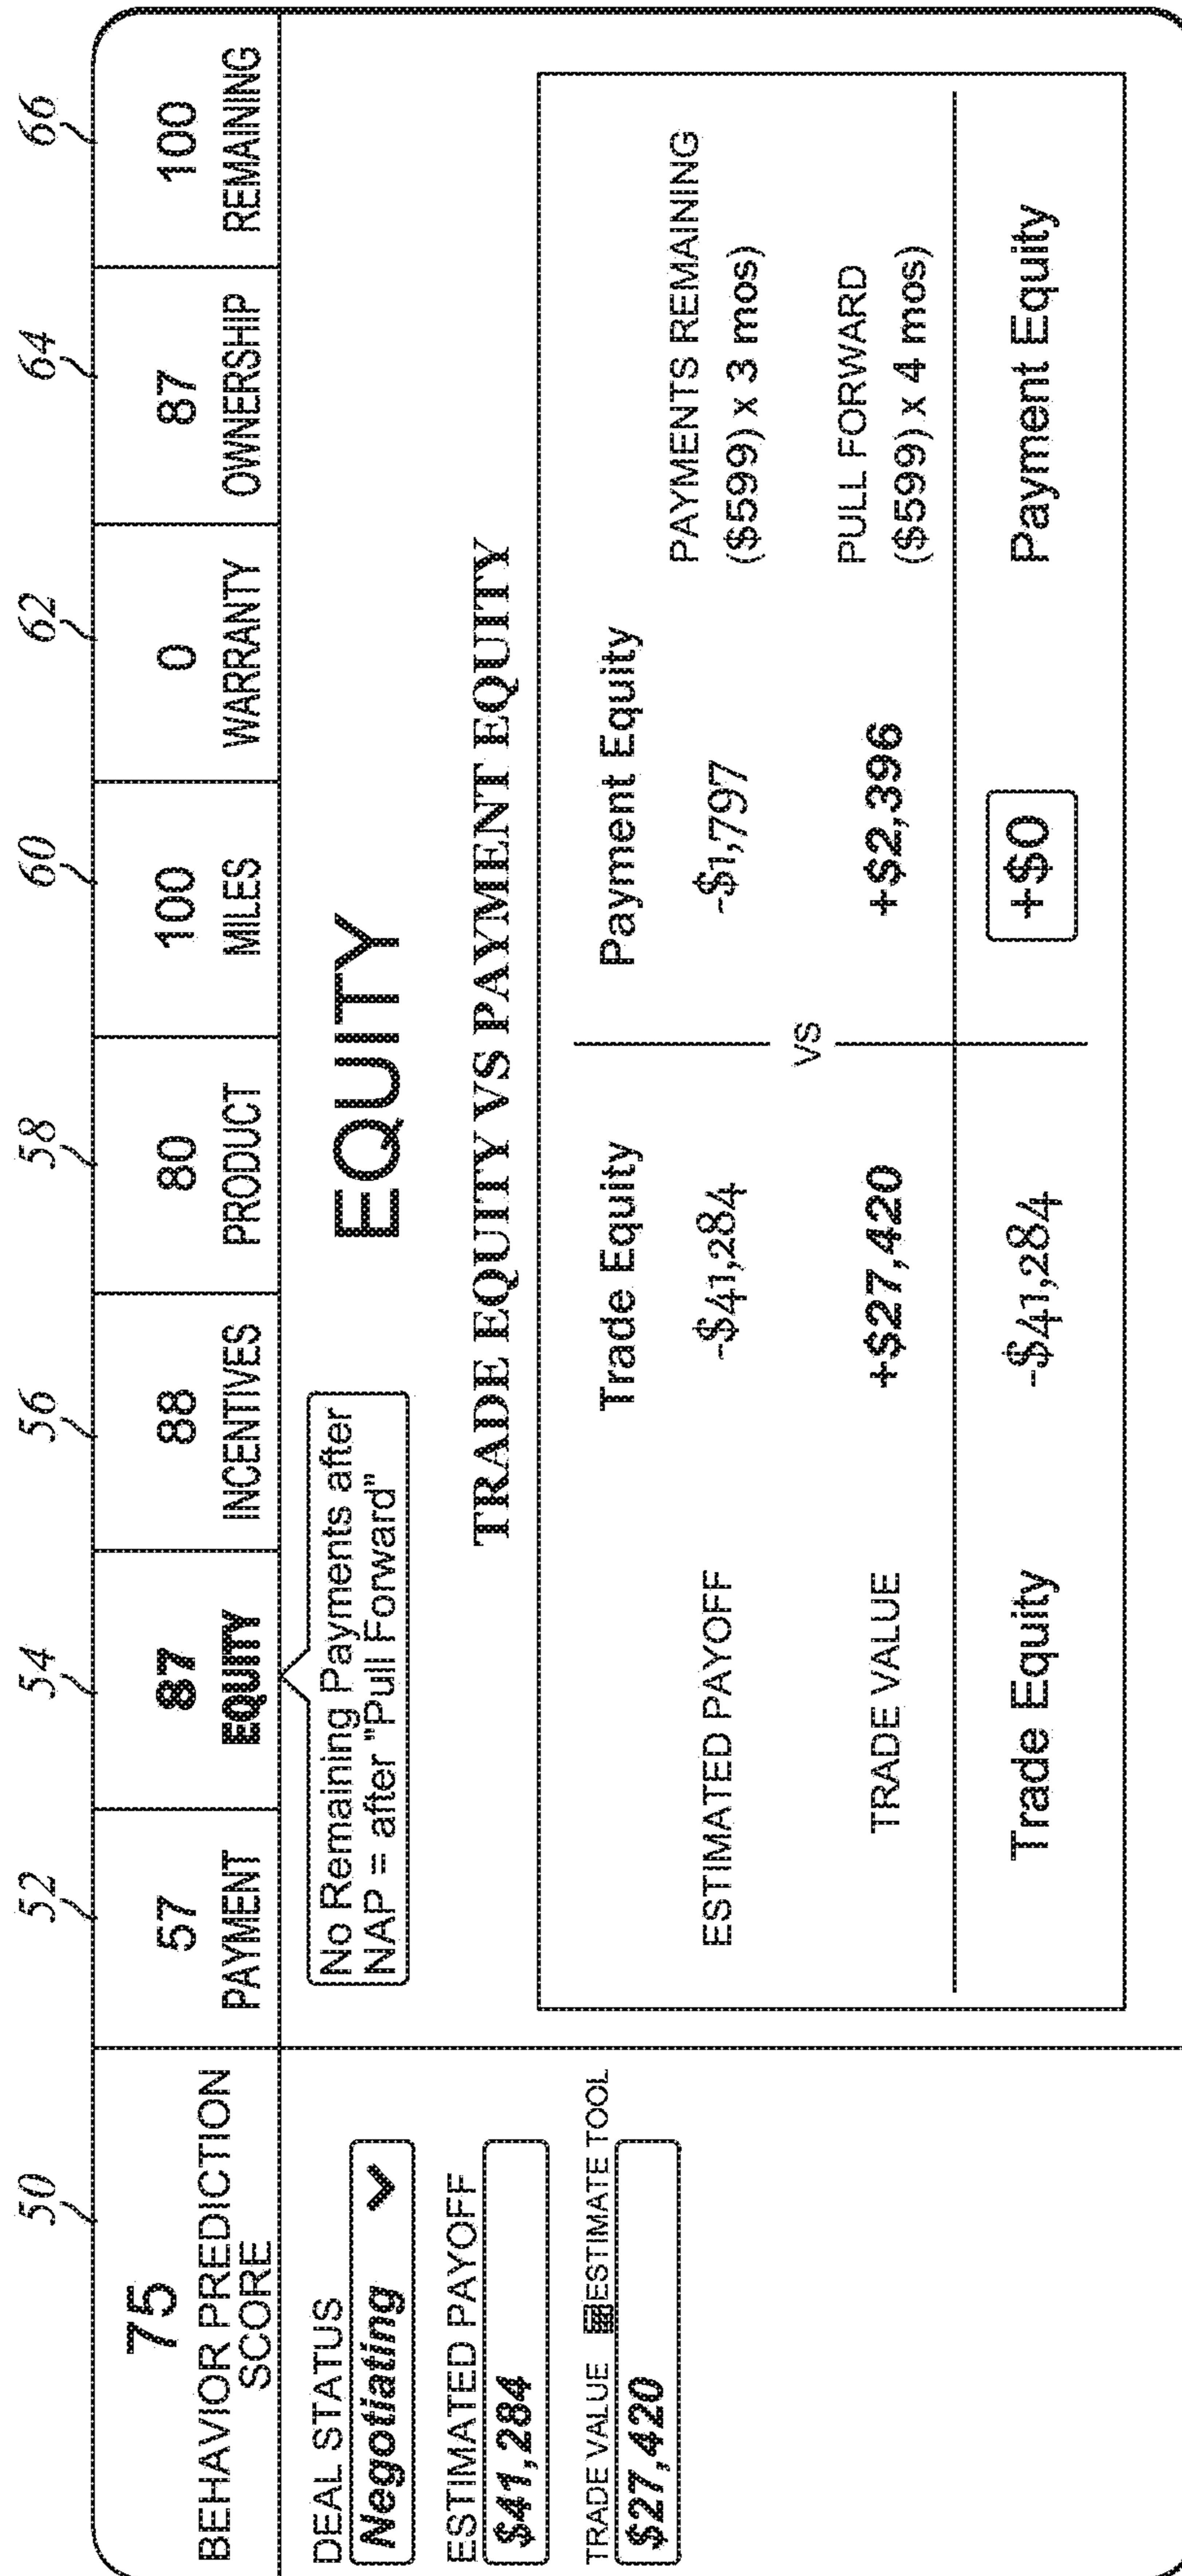 50
52
54
56
58
60
62
64
66
75
BEHAVIOR PREDICTION
SCORE
57
PAYMENT
87
EQUITY
88
INCENTIVES
80
PRODUCT
100
MILES
0
WARRANTY
87
OWNERSHIP
100
REMAINING
DEAL STATUS
Negotiating
ESTIMATED PAYOFF
$41,284
TRADE VALUE ESTIMATE TOOL
$27,420
No Remaining Payments after
NAP = after "Pull Forward"
EQUITY
TRADE EQUITY VS PAYMENT EQUITY
Trade Equity
Payment Equity
ESTIMATED PAYOFF
-$41,284
-$1,797
PAYMENTS REMAINING
($599) x 3 mos)
VS
TRADE VALUE
+$27,420
+$2,396
PULL FORWARD
($599) x 4 mos)
Trade Equity
-$41,284
+$0
Payment Equity